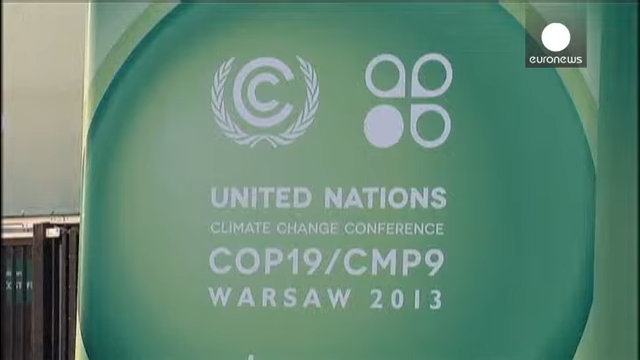 euronews
UNITED NATIONS
CLIMATE CHANGE CONFERENCE
COP19/CMP9
WARSAW 2013